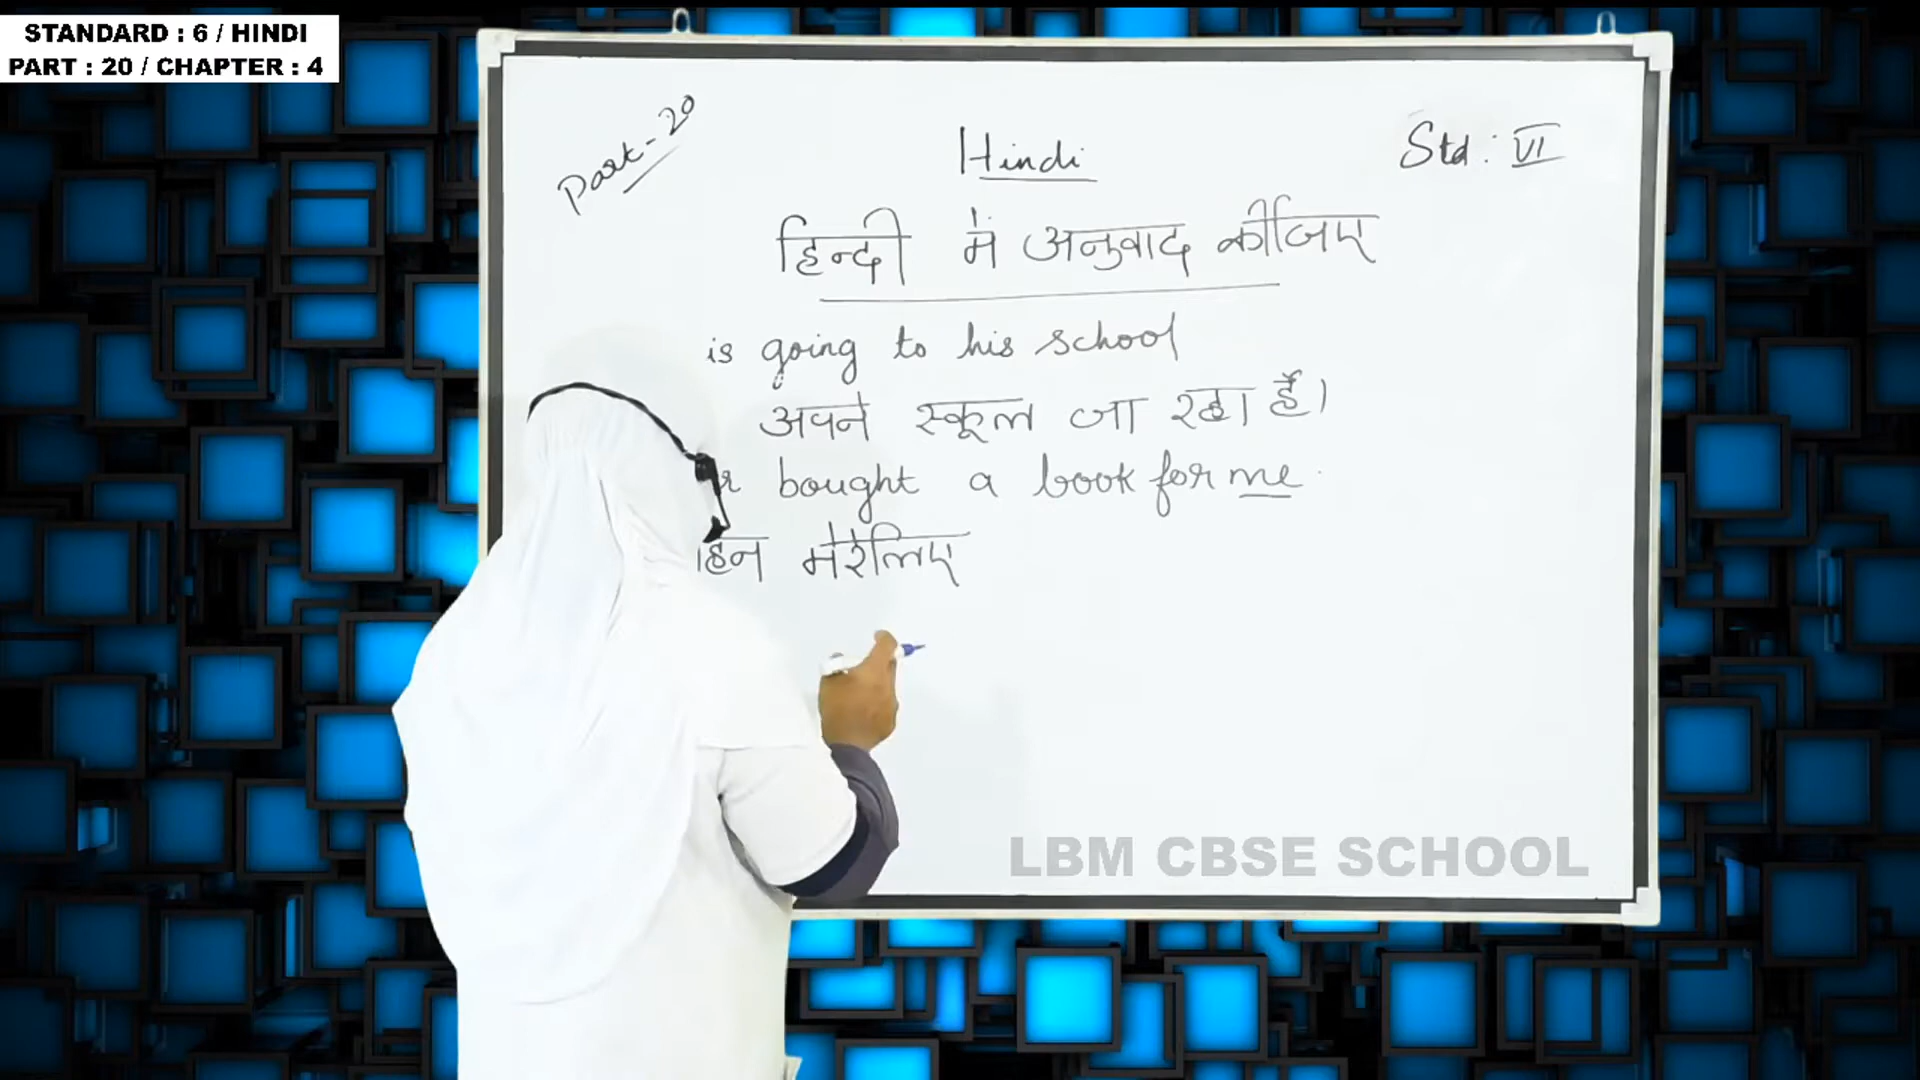 STANDARD : 6 / HINDI
PART : 20 / CHAPTER : 4
Part - 20
Hindi
Std : VI
हिन्दी में अनुवाद कीजिए
is going to his school
अपने स्कूल जा रहा है।
bought a book for me.
मेरेलिए
LBM CBSE SCHOOL